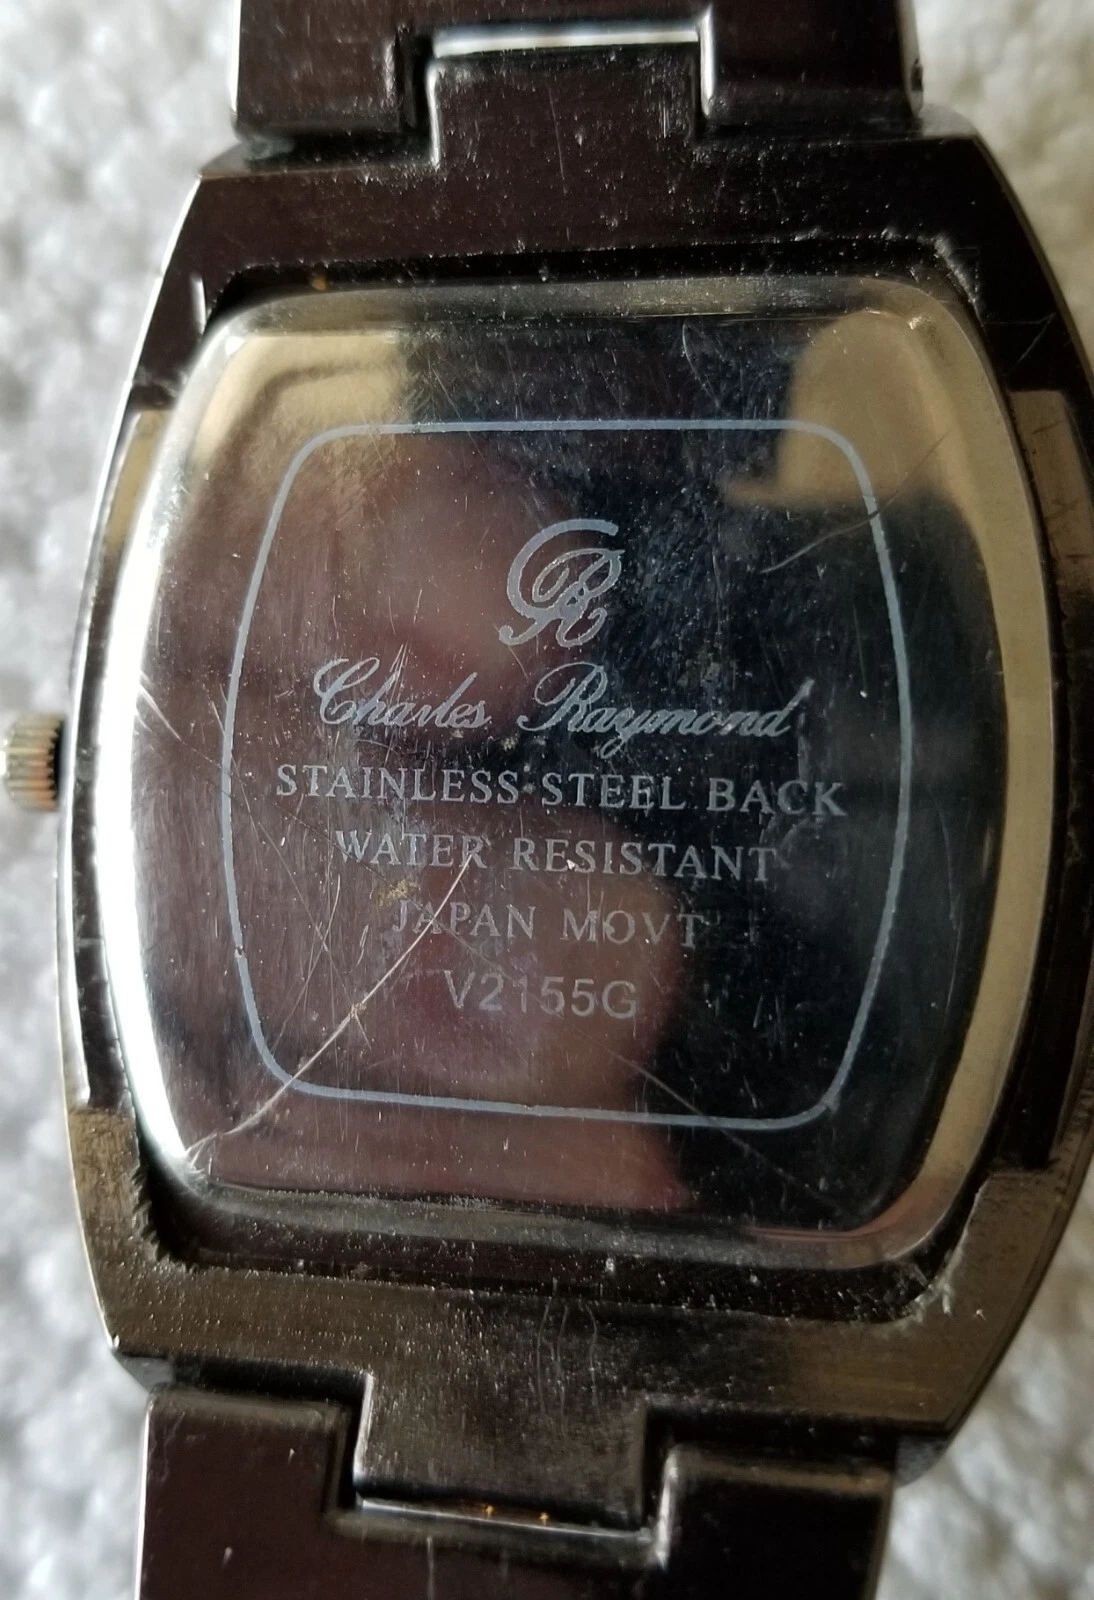 CR
Charles Raymond
STAINLESS STEEL BACK
WATER RESISTANT
JAPAN MOVT
V2155G